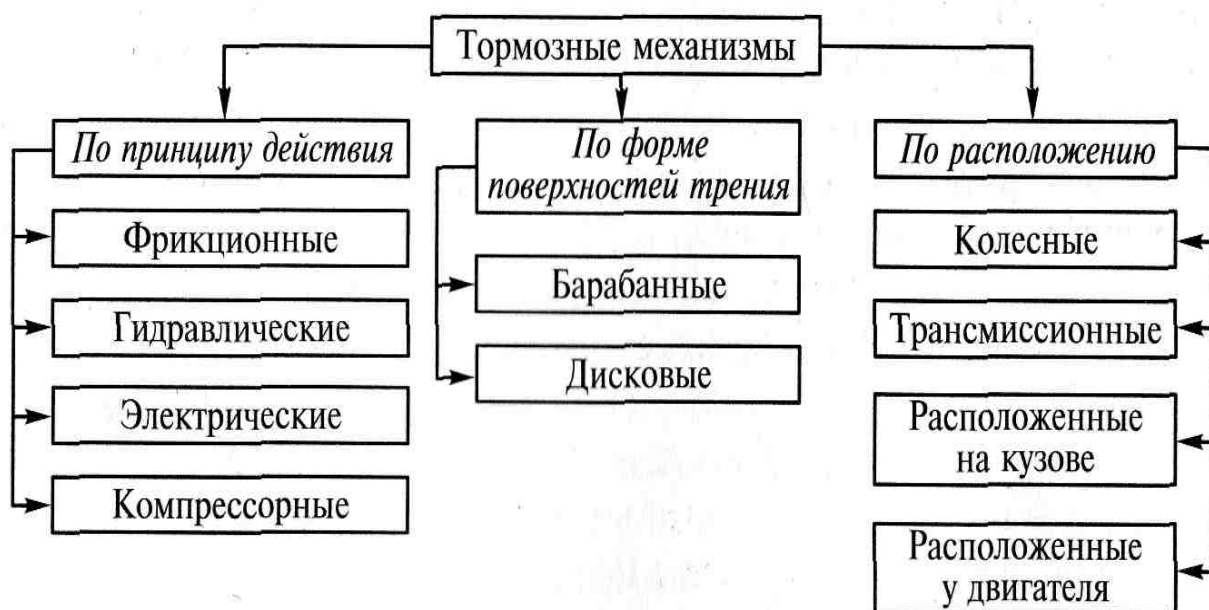 Тормозные механизмы
По принципу действия
Фрикционные
Гидравлические
Электрические
Компрессорные
По форме
поверхностей трения
Барабанные
Дисковые
По расположению
Колесные
Трансмиссионные
Расположенные
на кузове
Расположенные
у двигателя